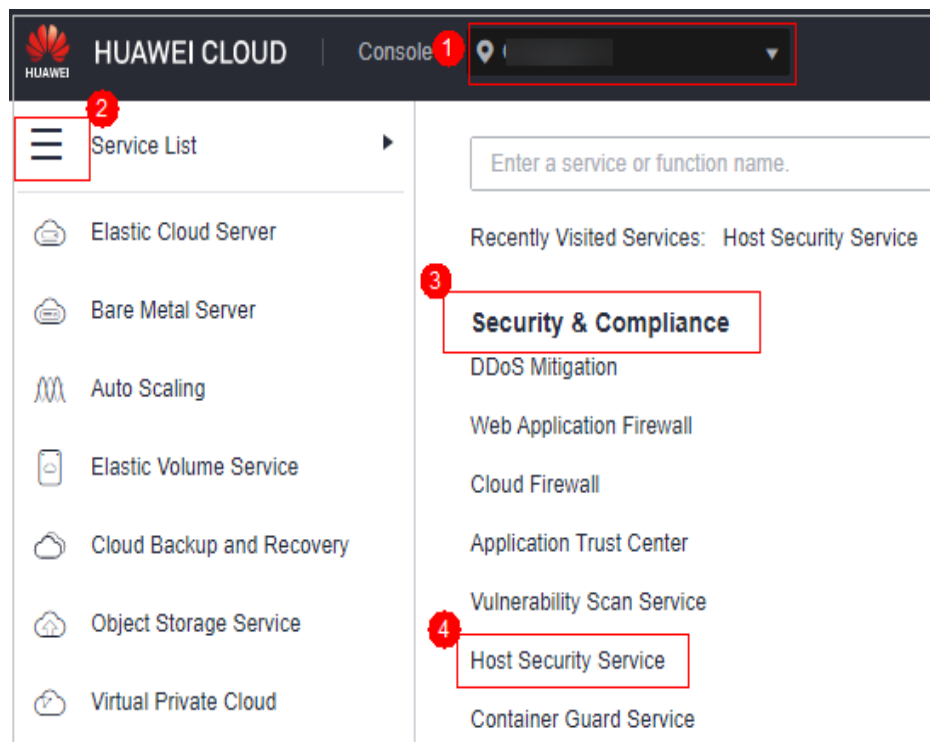 HUAWEI
HUAWEI CLOUD
Console
1
2
Service List
Enter a service or function name.
Elastic Cloud Server
Bare Metal Server
Auto Scaling
Elastic Volume Service
Cloud Backup and Recovery
Object Storage Service
Virtual Private Cloud
Recently Visited Services: Host Security Service
3
Security & Compliance
DDoS Mitigation
Web Application Firewall
Cloud Firewall
Application Trust Center
Vulnerability Scan Service
4
Host Security Service
Container Guard Service